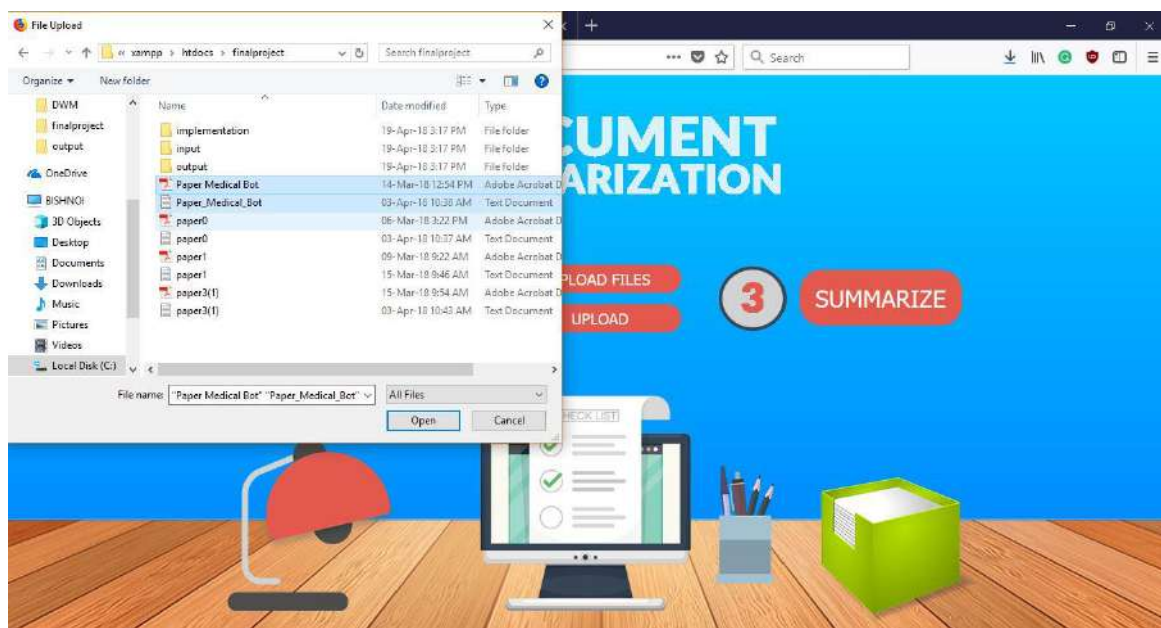 File Upload
« xampp > htdocs > finalproject
Search finalproject
Organize
New folder
DWM
finalproject
output
OneDrive
BISHNOI
3D Objects
Desktop
Documents
Downloads
Music
Pictures
Videos
Local Disk (C:)
Name Date modified Type
implementation 19-Apr-18 3:17 PM File folder
input 19-Apr-18 3:17 PM File folder
output 19-Apr-18 3:17 PM File folder
Paper Medical Bot 14-Mar-18 12:54 PM Adobe Acrobat D
Paper_Medical_Bot 03-Apr-18 10:38 AM Text Document
paper0 06-Mar-18 3:22 PM Adobe Acrobat D
paper0 03-Apr-18 10:37 AM Text Document
paper1 09-Mar-18 9:22 AM Adobe Acrobat D
paper1 15-Mar-18 9:46 AM Text Document
paper3(1) 15-Mar-18 9:54 AM Adobe Acrobat D
paper3(1) 03-Apr-18 10:43 AM Text Document
File name: "Paper Medical Bot" "Paper_Medical_Bot"
All Files
Open Cancel
Search
CUMENT
ARIZATION
PLOAD FILES
UPLOAD
3
SUMMARIZE
HECK LIST